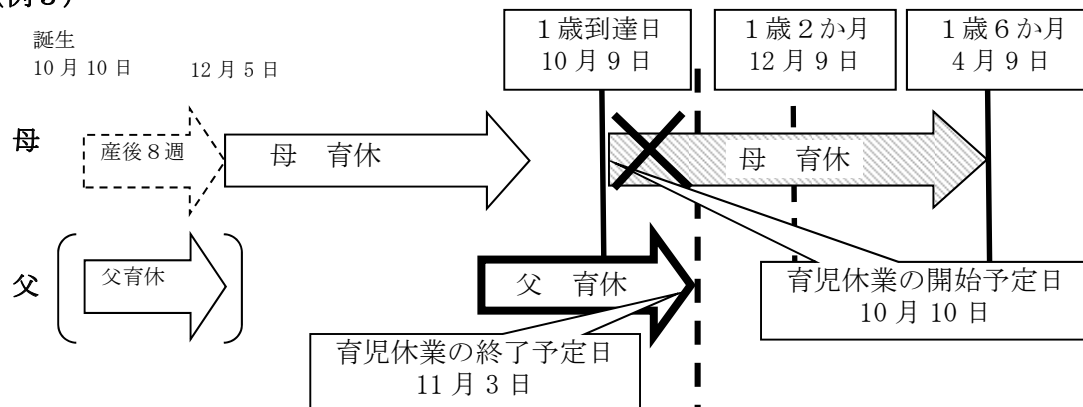 （例３）
１歳到達日
10月9日
１歳２か月
12月9日
１歳６か月
4月9日
誕生
10月10日
12月5日
母
産後８週
母　育休
母　育休
父
父育休
父　育休
育児休業の開始予定日
10月10日
育児休業の終了予定日
11月3日